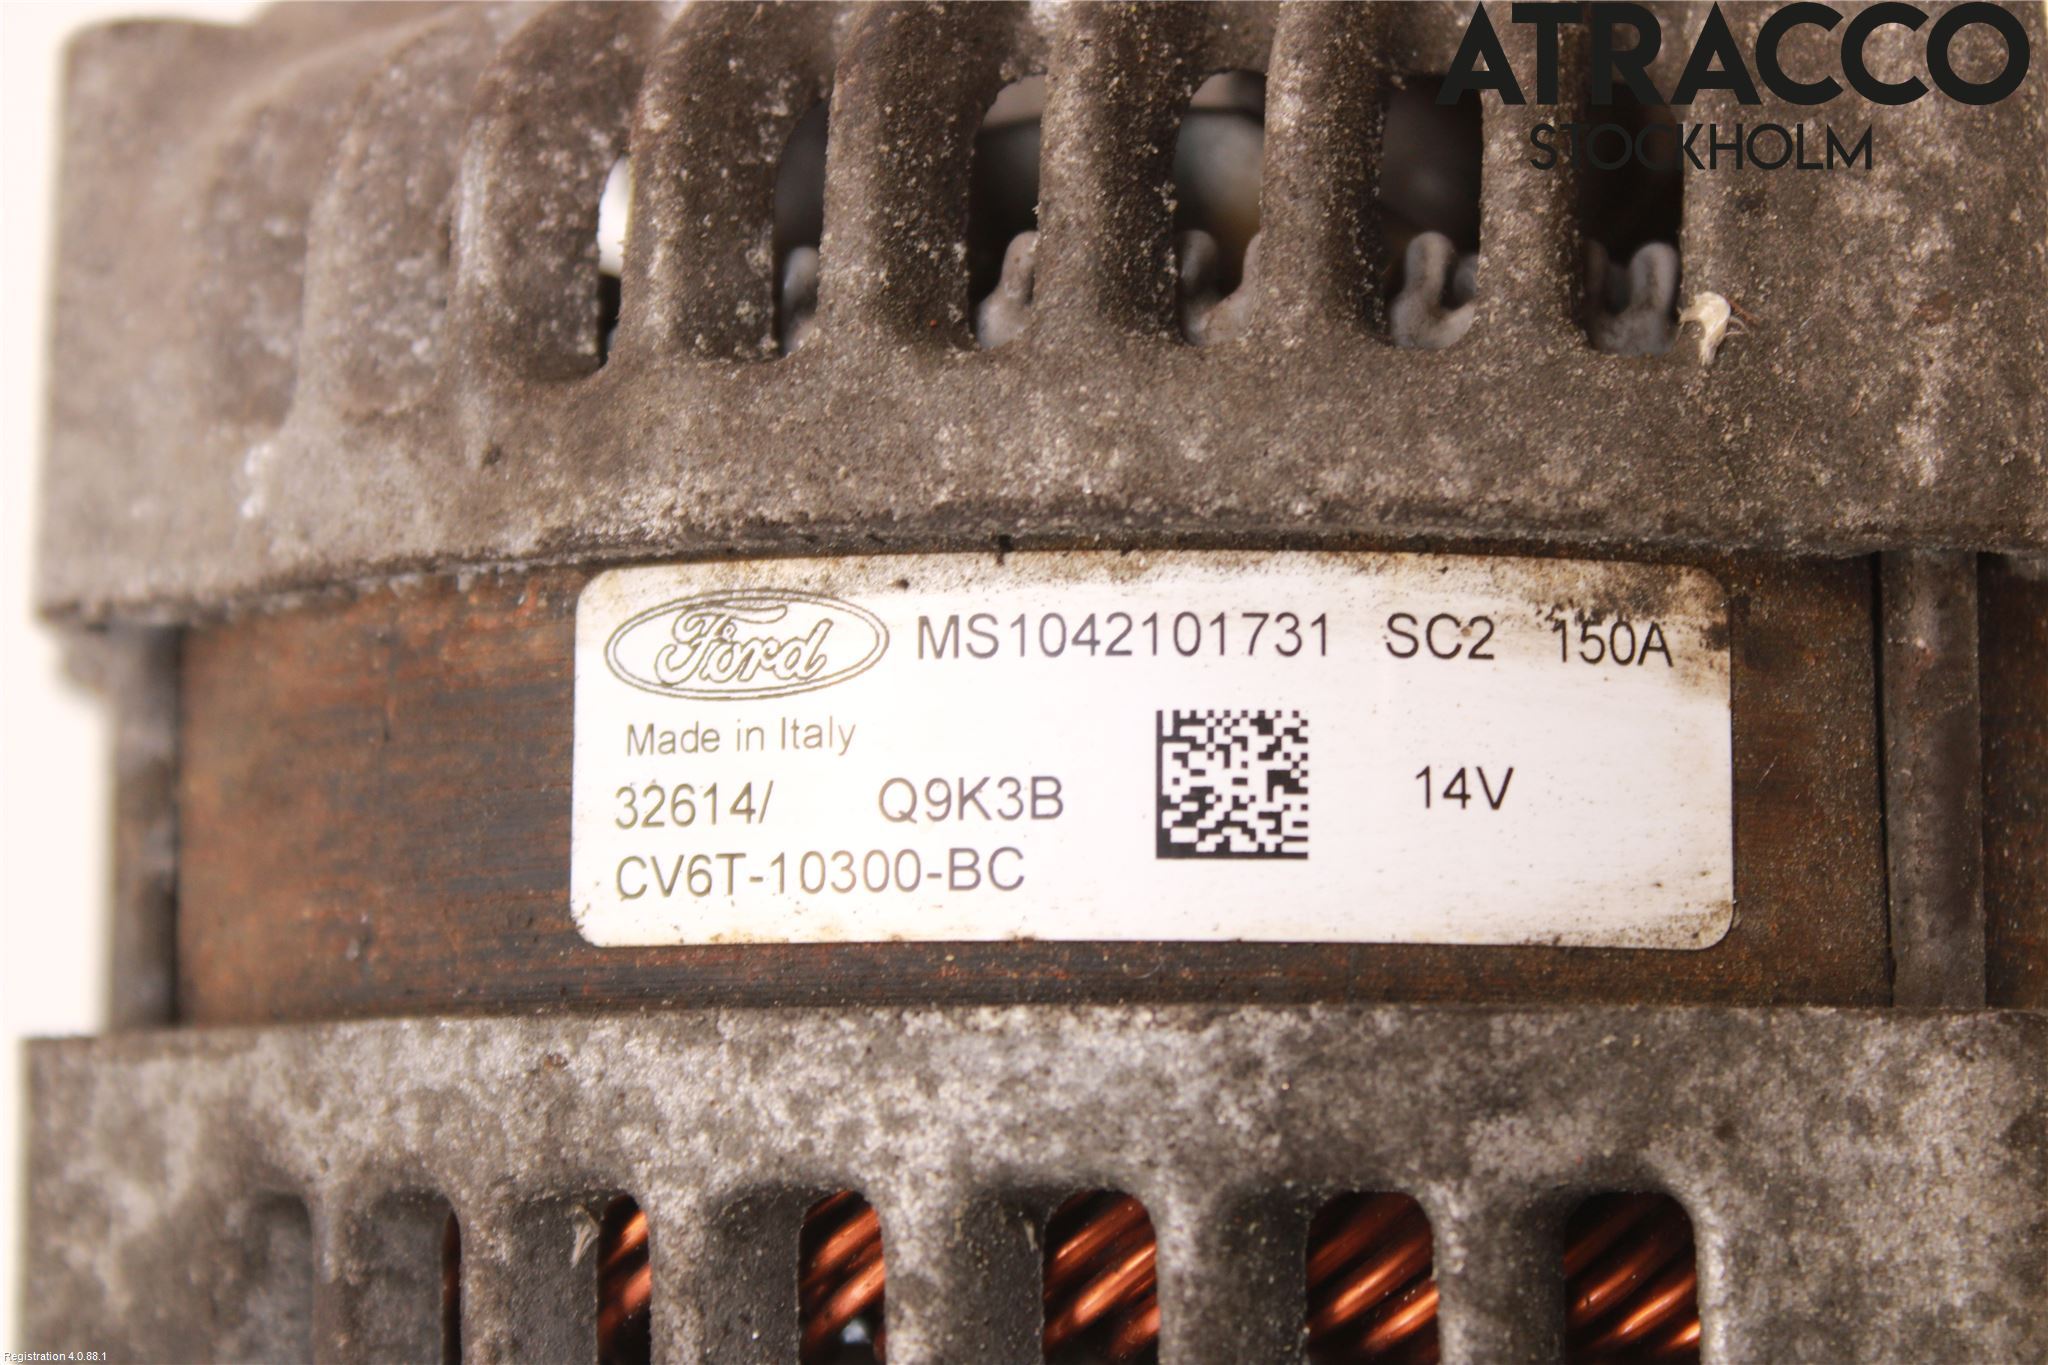 ATRACCO
STOCKHOLM
Ford MS1042101731 SC2 150A
Made in Italy
32614/ Q9K3B 14V
CV6T-10300-BC
Registration 4.0.88.1